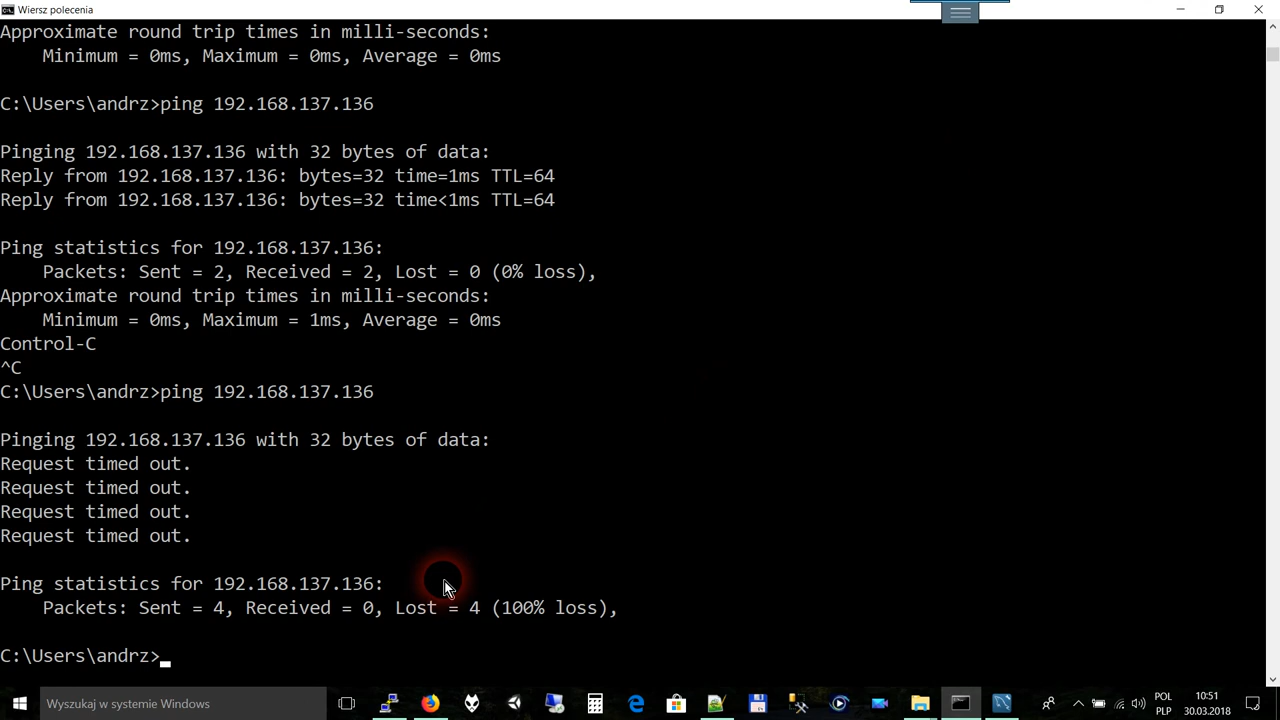 Wiersz polecenia
Approximate round trip times in milli-seconds:
Minimum = 0ms, Maximum = 0ms, Average = 0ms
C:\Users\andrz>ping 192.168.137.136
Pinging 192.168.137.136 with 32 bytes of data:
Reply from 192.168.137.136: bytes=32 time=1ms TTL=64
Reply from 192.168.137.136: bytes=32 time<1ms TTL=64
Ping statistics for 192.168.137.136:
Packets: Sent = 2, Received = 2, Lost = 0 (0% loss),
Approximate round trip times in milli-seconds:
Minimum = 0ms, Maximum = 1ms, Average = 0ms
Control-C
^C
C:\Users\andrz>ping 192.168.137.136
Pinging 192.168.137.136 with 32 bytes of data:
Request timed out.
Request timed out.
Request timed out.
Request timed out.
Ping statistics for 192.168.137.136:
Packets: Sent = 4, Received = 0, Lost = 4 (100% loss),
C:\Users\andrz>
Wyszukaj w systemie Windows
POL
PLP
10:51
30.03.2018